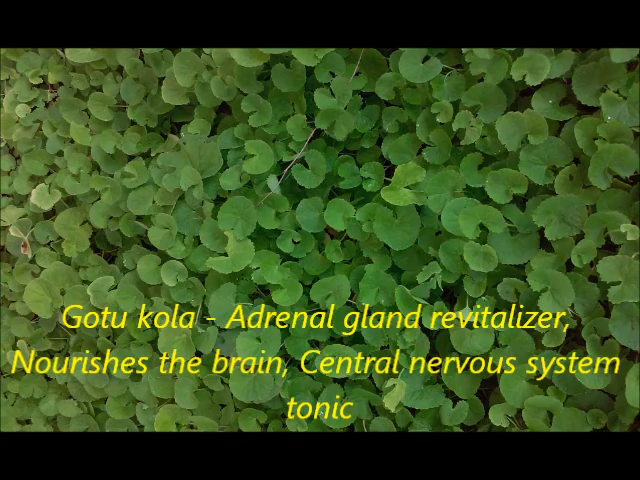 Gotu kola - Adrenal gland revitalizer,
Nourishes the brain, Central nervous system
tonic